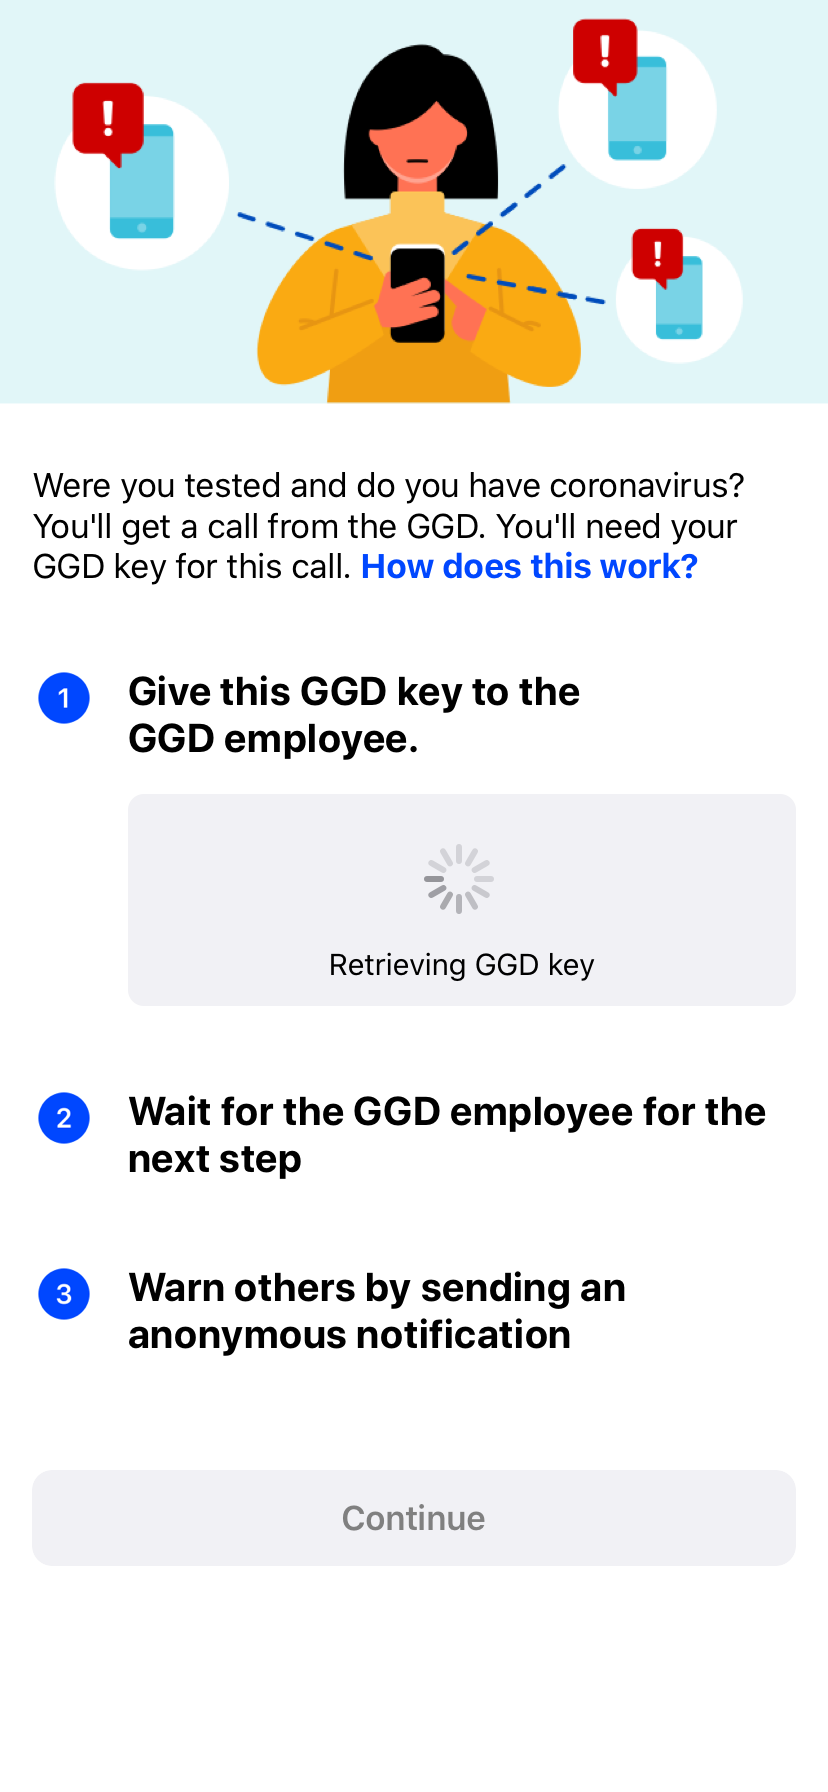 !
!
!
Were you tested and do you have coronavirus?
You'll get a call from the GGD. You'll need your
GGD key for this call. How does this work?
1
Give this GGD key to the
GGD employee.
Retrieving GGD key
2
Wait for the GGD employee for the
next step
3
Warn others by sending an
anonymous notification
Continue